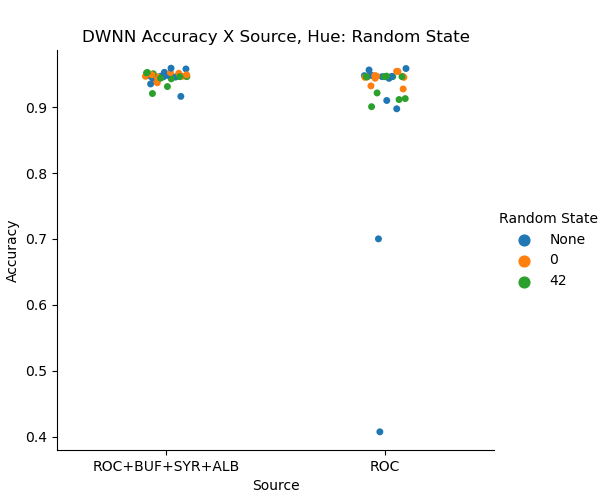 DWNN Accuracy X Source, Hue: Random State
0.9
0.8
0.7
0.6
0.5
0.4
Accuracy
ROC+BUF+SYR+ALB
ROC
Source
Random State
None
0
42